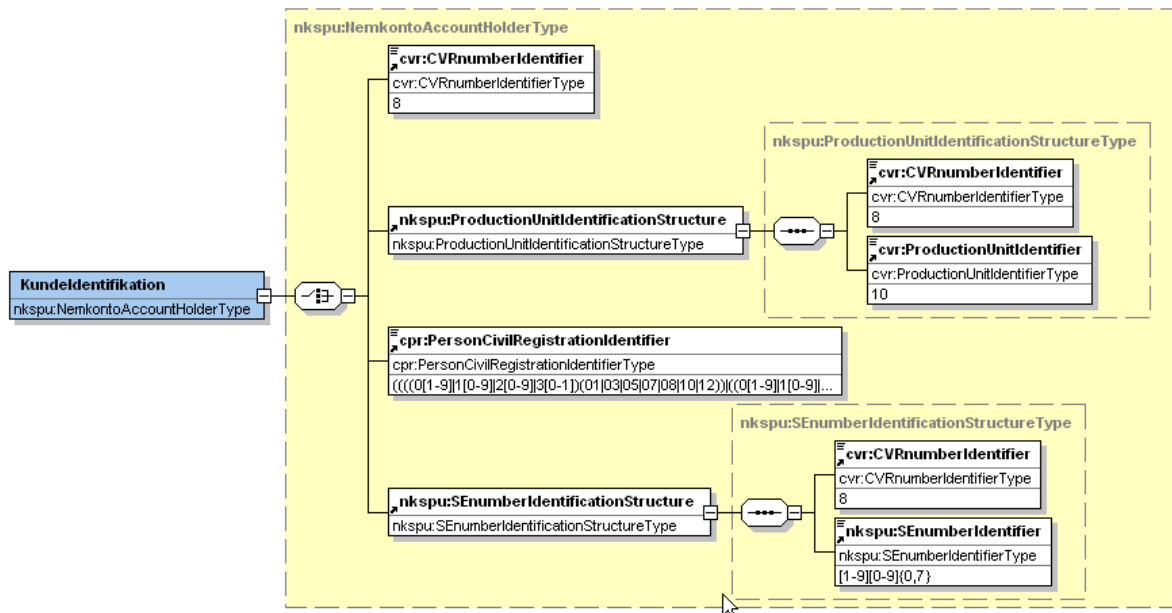 nkspu:NemkontoAccountHolderType
cvr:CVRnumberIdentifier
cvr:CVRnumberIdentifierType
8
nkspu:ProductionUnitIdentificationStructureType
cvr:CVRnumberIdentifier
cvr:CVRnumberIdentifierType
8
nkspu:ProductionUnitIdentificationStructure
nkspu:ProductionUnitIdentificationStructureType
cvr:ProductionUnitIdentifier
cvr:ProductionUnitIdentifierType
10
KundeIdentifikation
nkspu:NemkontoAccountHolderType
cpr:PersonCivilRegistrationIdentifier
cpr:PersonCivilRegistrationIdentifierType
((((0[1-9]|1[0-9]|2[0-9]|3[0-1])(01|03|05|07|08|10|12))|((0[1-9]|1[0-9]|...
nkspu:SEnumberIdentificationStructureType
cvr:CVRnumberIdentifier
cvr:CVRnumberIdentifierType
8
nkspu:SEnumberIdentificationStructure
nkspu:SEnumberIdentificationStructureType
nkspu:SEnumberIdentifier
nkspu:SEnumberIdentifierType
[1-9][0-9]{0,7}